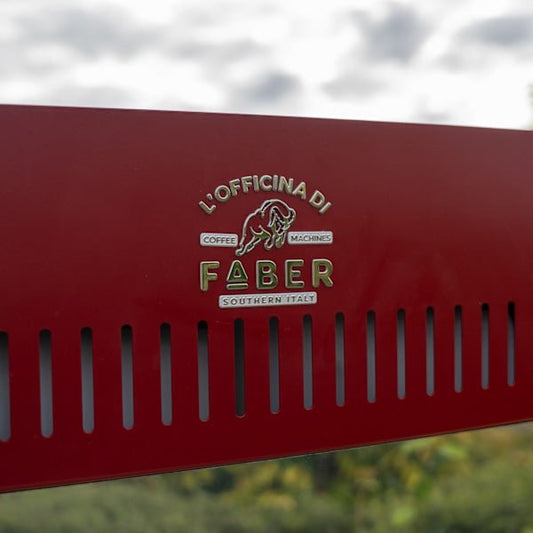 L'OFFICINA DI
COFFEE MACHINES
FABER
SOUTHERN ITALY